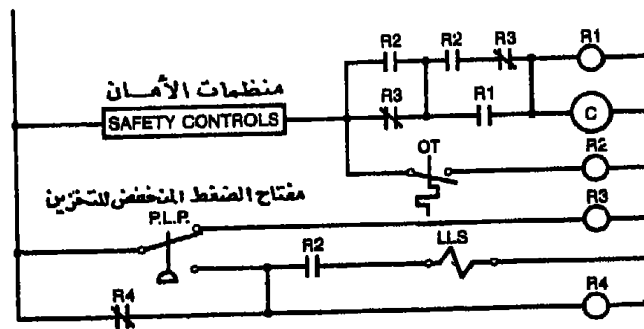 R1
R2 R2 R3
منظمات الأمان
SAFETY CONTROLS
R3 R1 C
OT R2
مفتاح الضغط المنخفض للتخزين
P.L.P.
R3
R2 LLS
R4 R4